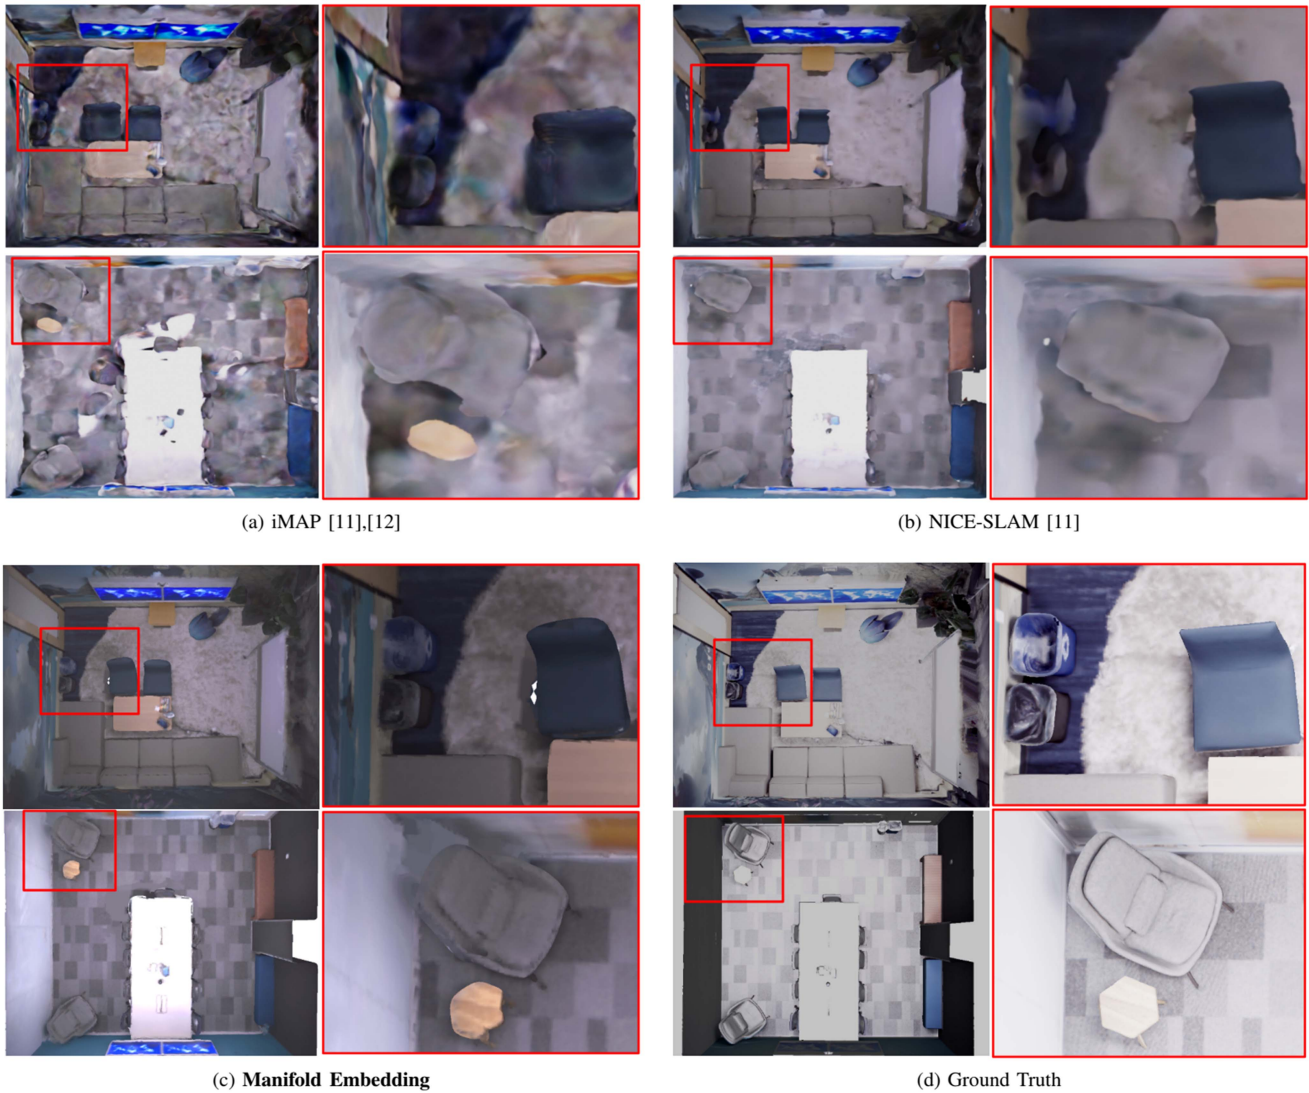 (a) iMAP [11],[12]
(b) NICE-SLAM [11]
(c) Manifold Embedding
(d) Ground Truth